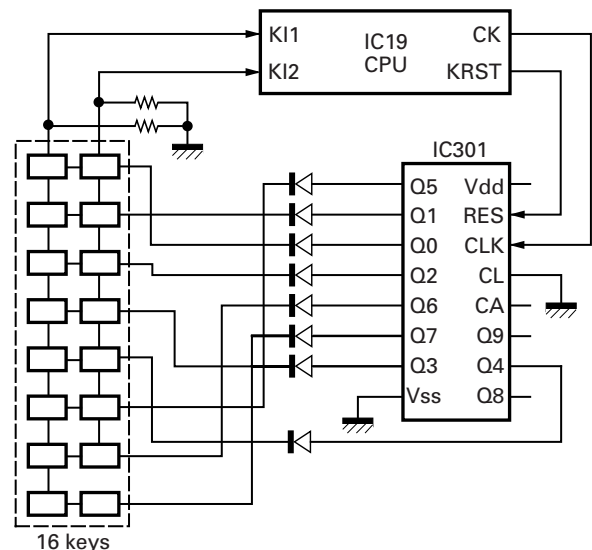 KI1
IC19
CK
KI2
CPU
KRST
IC301
Q5
Vdd
Q1
RES
Q0
CLK
Q2
CL
Q6
CA
Q7
Q9
Q3
Q4
Vss
Q8
16 keys